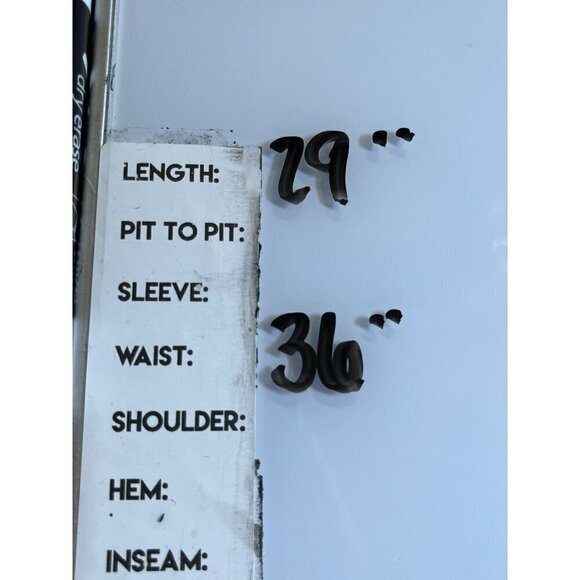 dry erase
LENGTH: 29"
PIT TO PIT:
SLEEVE:
WAIST: 36"
SHOULDER:
HEM:
INSEAM: